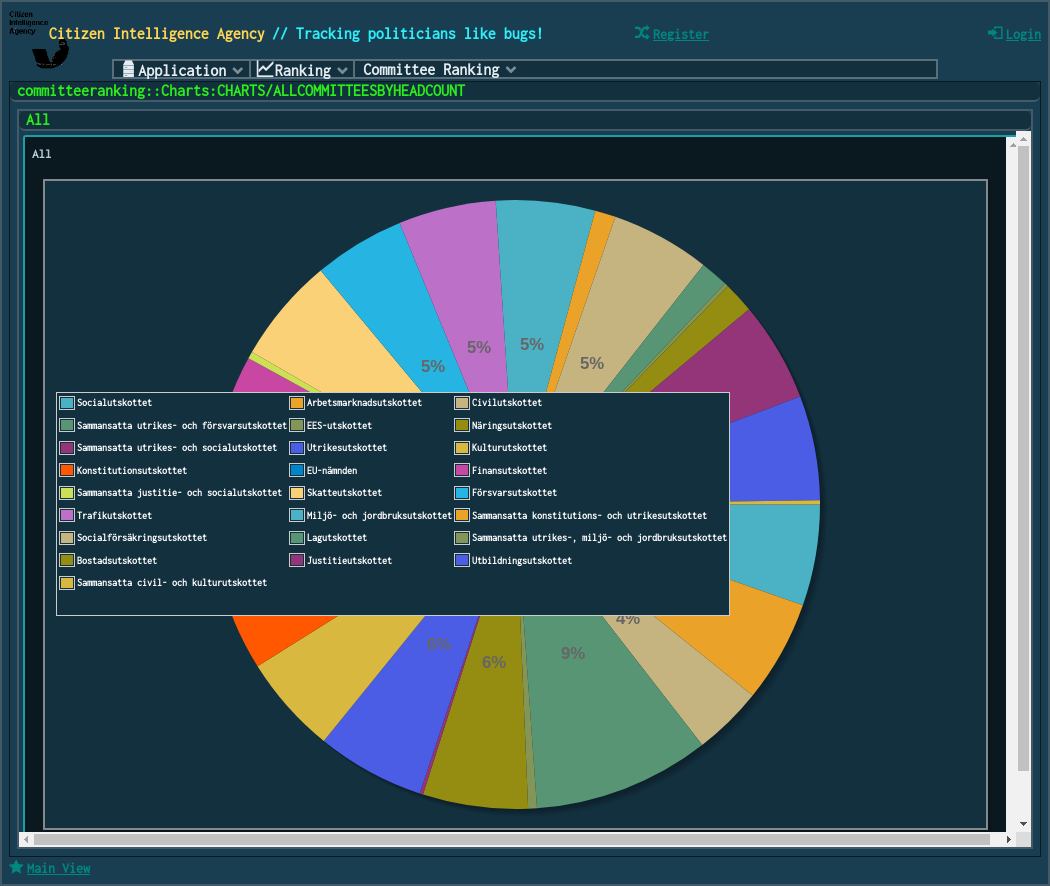 Citizen
Intelligence
Agency
Citizen Intelligence Agency // Tracking politicians like bugs!
Register
Login
Application
Ranking
Committee Ranking
committeeranking::Charts:CHARTS/ALLCOMMITTEESBYHEADCOUNT
All
All
5% 5% 5% 5%
Socialutskottet Arbetsmarknadsutskottet Civilutskottet
Sammansatta utrikes- och försvarsutskottet EES-utskottet Näringsutskottet
Sammansatta utrikes- och socialutskottet Utrikesutskottet Kulturutskottet
Konstitutionsutskottet EU-nämnden Finansutskottet
Sammansatta justitie- och socialutskottet Skatteutskottet Försvarsutskottet
Trafikutskottet Miljö- och jordbruksutskottet Sammansatta konstitutions- och utrikesutskottet
Socialförsäkringsutskottet Lagutskottet Sammansatta utrikes-, miljö- och jordbruksutskottet
Bostadsutskottet Justitieutskottet Utbildningsutskottet
Sammansatta civil- och kulturutskottet
6% 6% 9% 4%
Main View